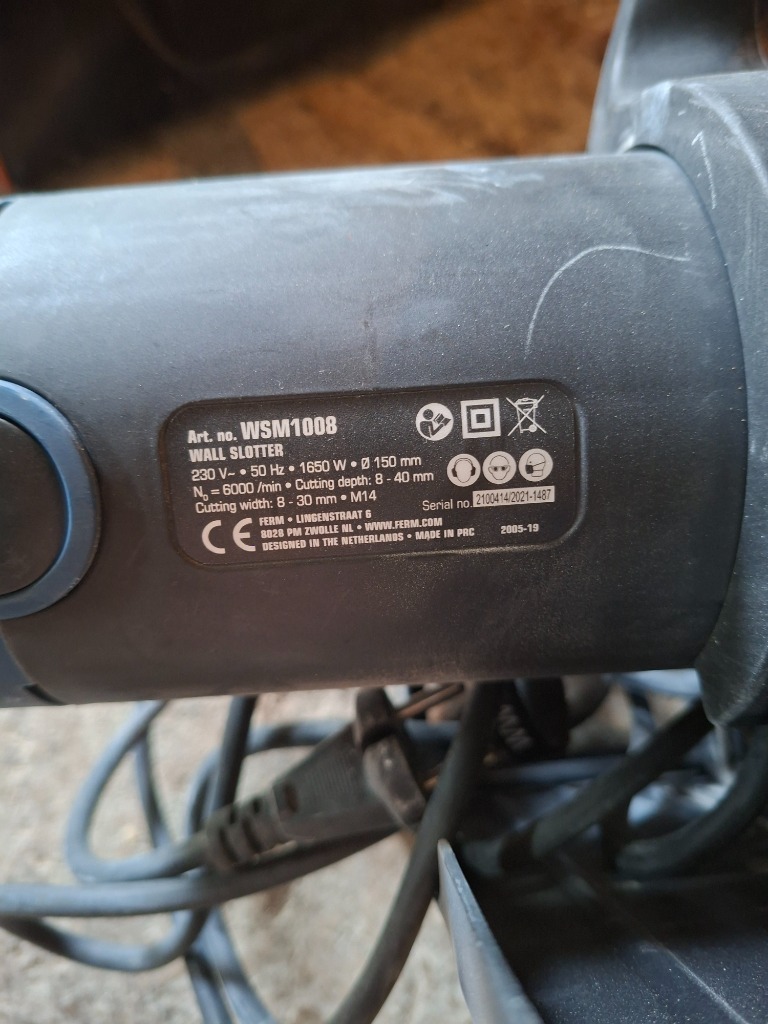 Art. no. WSM1008
WALL SLOTTER
230 V~ • 50 Hz • 1650 W • Ø 150 mm
N₀ = 6000 /min • Cutting depth: 8 - 40 mm
Cutting width: 8 - 30 mm • M14
Serial no. 2100414/2021-1487
CE
FERM • LINGENSTRAAT 6
8028 PM ZWOLLE NL • WWW.FERM.COM
DESIGNED IN THE NETHERLANDS • MADE IN PRC 2005-19